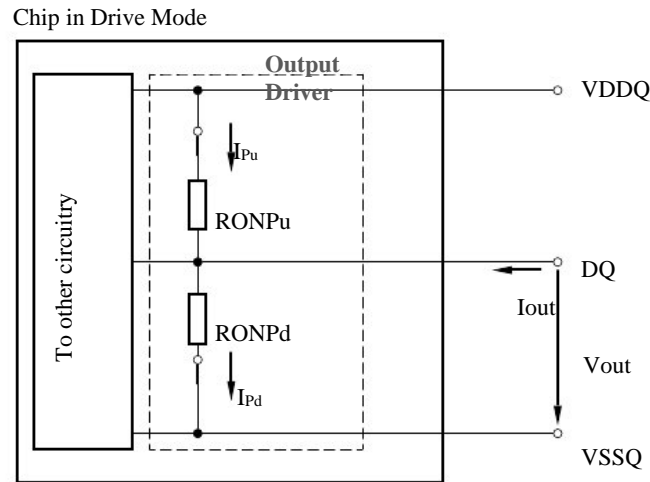 Chip in Drive Mode
Output
Driver
VDDQ
IPu
RONPu
To other circuitry
DQ
Iout
RONPd
Vout
IPd
VSSQ